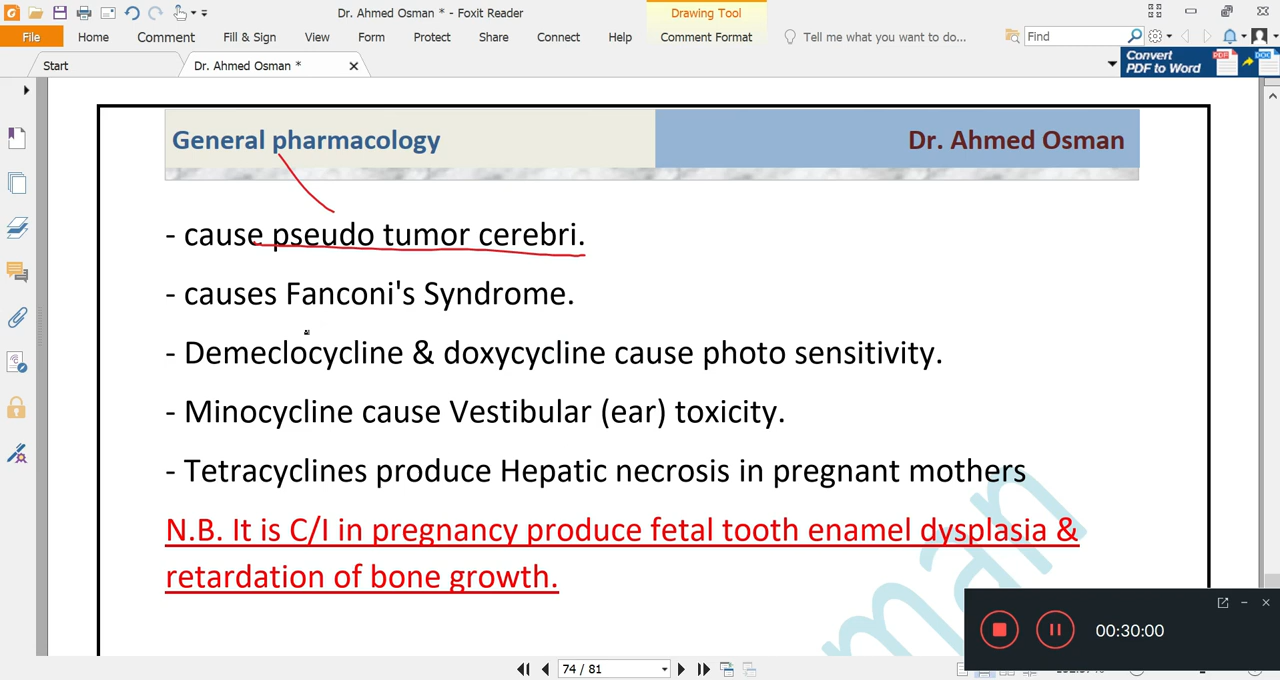 Dr. Ahmed Osman * - Foxit Reader
Drawing Tool
File Home Comment Fill & Sign View Form Protect Share Connect Help Comment Format Tell me what you want to do... Find
Start Dr. Ahmed Osman *
Convert
PDF to Word
General pharmacology Dr. Ahmed Osman
- cause pseudo tumor cerebri.
- causes Fanconi's Syndrome.
- Demeclocycline & doxycycline cause photo sensitivity.
- Minocycline cause Vestibular (ear) toxicity.
- Tetracyclines produce Hepatic necrosis in pregnant mothers
N.B. It is C/I in pregnancy produce fetal tooth enamel dysplasia &
retardation of bone growth.
man
00:30:00
74 / 81